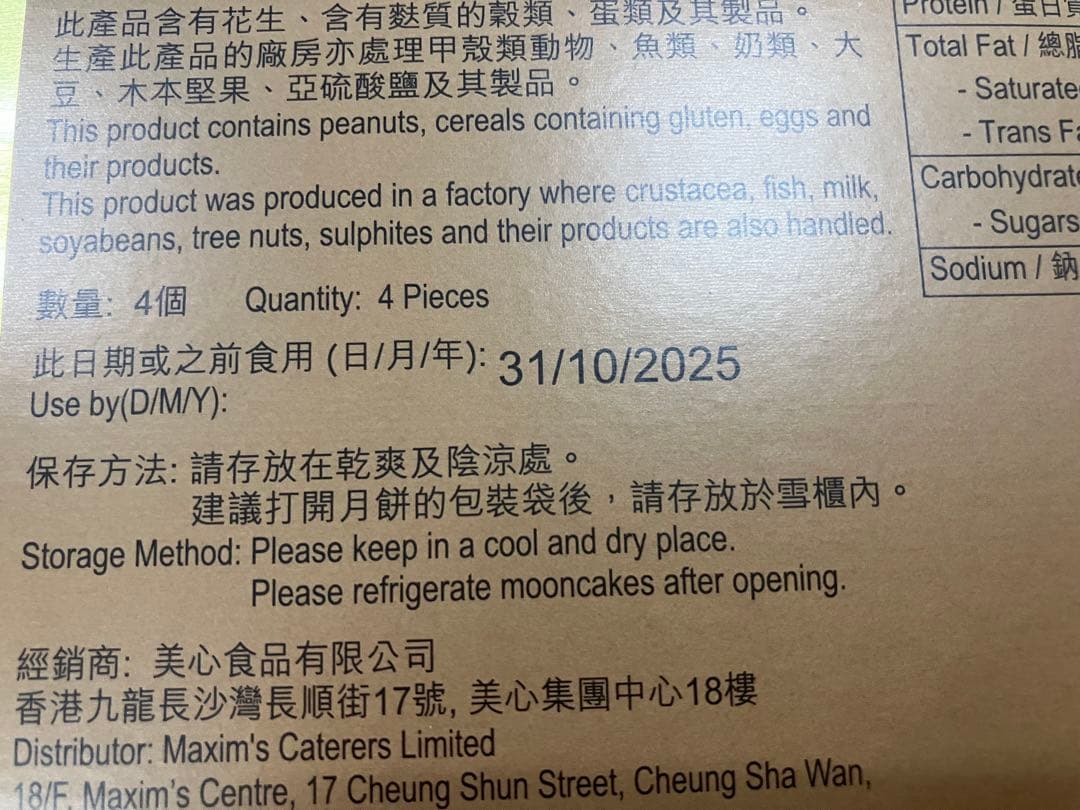 此產品含有花生、含有麩質的穀類、蛋類及其製品。
生產此產品的廠房亦處理甲殼類動物、魚類、奶類、大
豆、木本堅果、亞硫酸鹽及其製品。
This product contains peanuts, cereals containing gluten, eggs and
their products.
This product was produced in a factory where crustacea, fish, milk,
soyabeans, tree nuts, sulphites and their products are also handled.
數量: 4個 Quantity: 4 Pieces
此日期或之前食用 (日/月/年): 31/10/2025
Use by(D/M/Y):
保存方法: 請存放在乾爽及陰涼處。
建議打開月餅的包裝袋後，請存放於雪櫃內。
Storage Method: Please keep in a cool and dry place.
Please refrigerate mooncakes after opening.
經銷商: 美心食品有限公司
香港九龍長沙灣長順街17號, 美心集團中心18樓
Distributor: Maxim's Caterers Limited
18/F, Maxim's Centre, 17 Cheung Shun Street, Cheung Sha Wan,
Protein / 蛋白
Total Fat / 總
- Saturated
- Trans
Carbohydrate
- Sugars
Sodium / 鈉